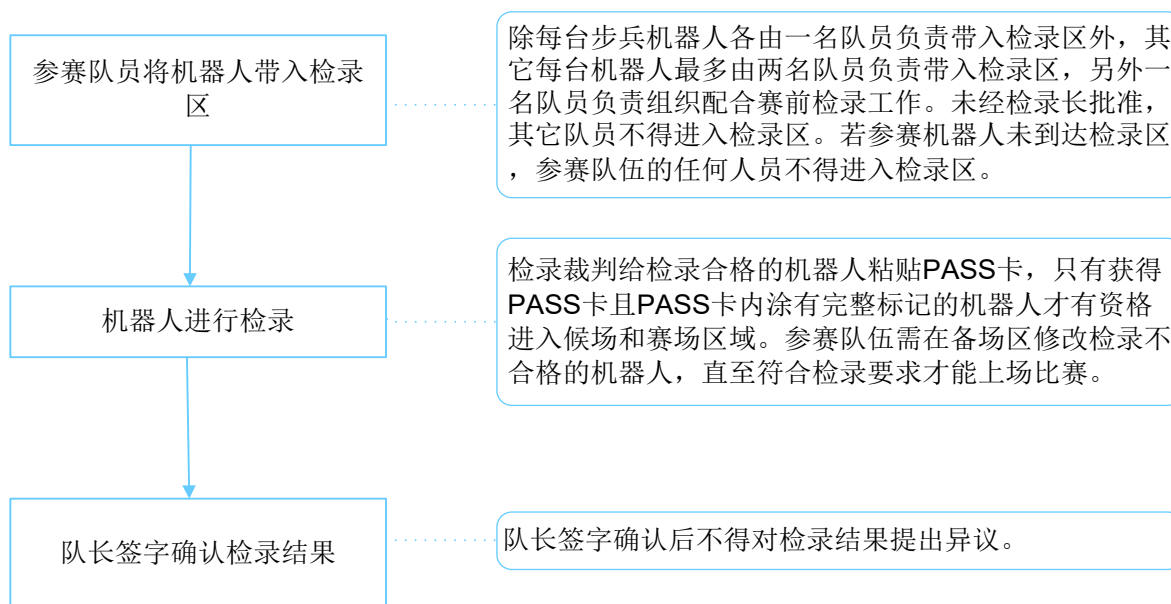 参赛队员将机器人带入检录
区
除每台步兵机器人各由一名队员负责带入检录区外，其
它每台机器人最多由两名队员负责带入检录区，另外一
名队员负责组织配合赛前检录工作。未经检录长批准，
其它队员不得进入检录区。若参赛机器人未到达检录区
，参赛队伍的任何人员不得进入检录区。
机器人进行检录
检录裁判给检录合格的机器人粘贴PASS卡，只有获得
PASS卡且PASS卡内涂有完整标记的机器人才有资格
进入候场和赛场区域。参赛队伍需在备场区修改检录不
合格的机器人，直至符合检录要求才能上场比赛。
队长签字确认检录结果
队长签字确认后不得对检录结果提出异议。